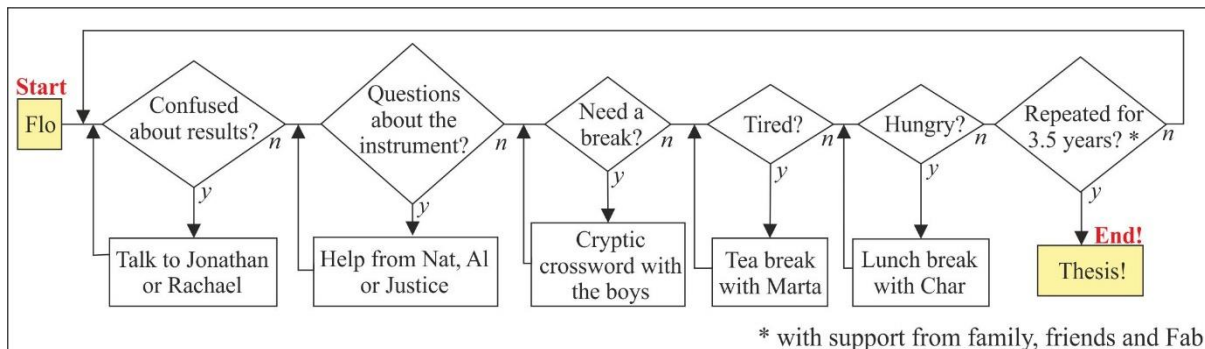 Start
Flo
Confused
about results?
n
y
Talk to Jonathan
or Rachael
Questions
about the
instrument?
n
y
Help from Nat, Al
or Justice
Need a
break?
n
y
Cryptic
crossword with
the boys
Tired?
n
y
Tea break
with Marta
Hungry?
n
y
Lunch break
with Char
Repeated for
3.5 years? *
n
y
End!
Thesis!
* with support from family, friends and Fab